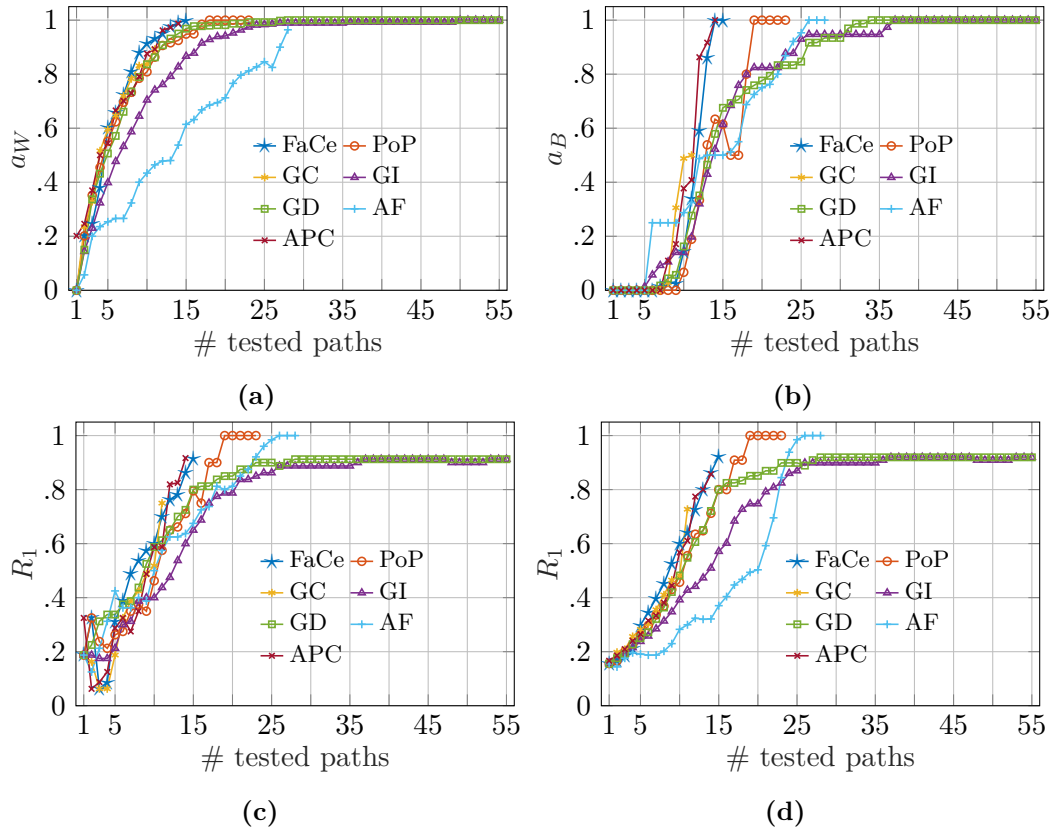 1
.8
.6
.4
.2
0
a_W
FaCe PoP
GC GI
GD AF
APC
1 5 15 25 35 45 55
# tested paths
(a)
1
.8
.6
.4
.2
0
a_B
FaCe PoP
GC GI
GD AF
APC
1 5 15 25 35 45 55
# tested paths
(b)
1
.8
.6
.4
.2
0
R_1
FaCe PoP
GC GI
GD AF
APC
1 5 15 25 35 45 55
# tested paths
(c)
1
.8
.6
.4
.2
0
R_1
FaCe PoP
GC GI
GD AF
APC
1 5 15 25 35 45 55
# tested paths
(d)